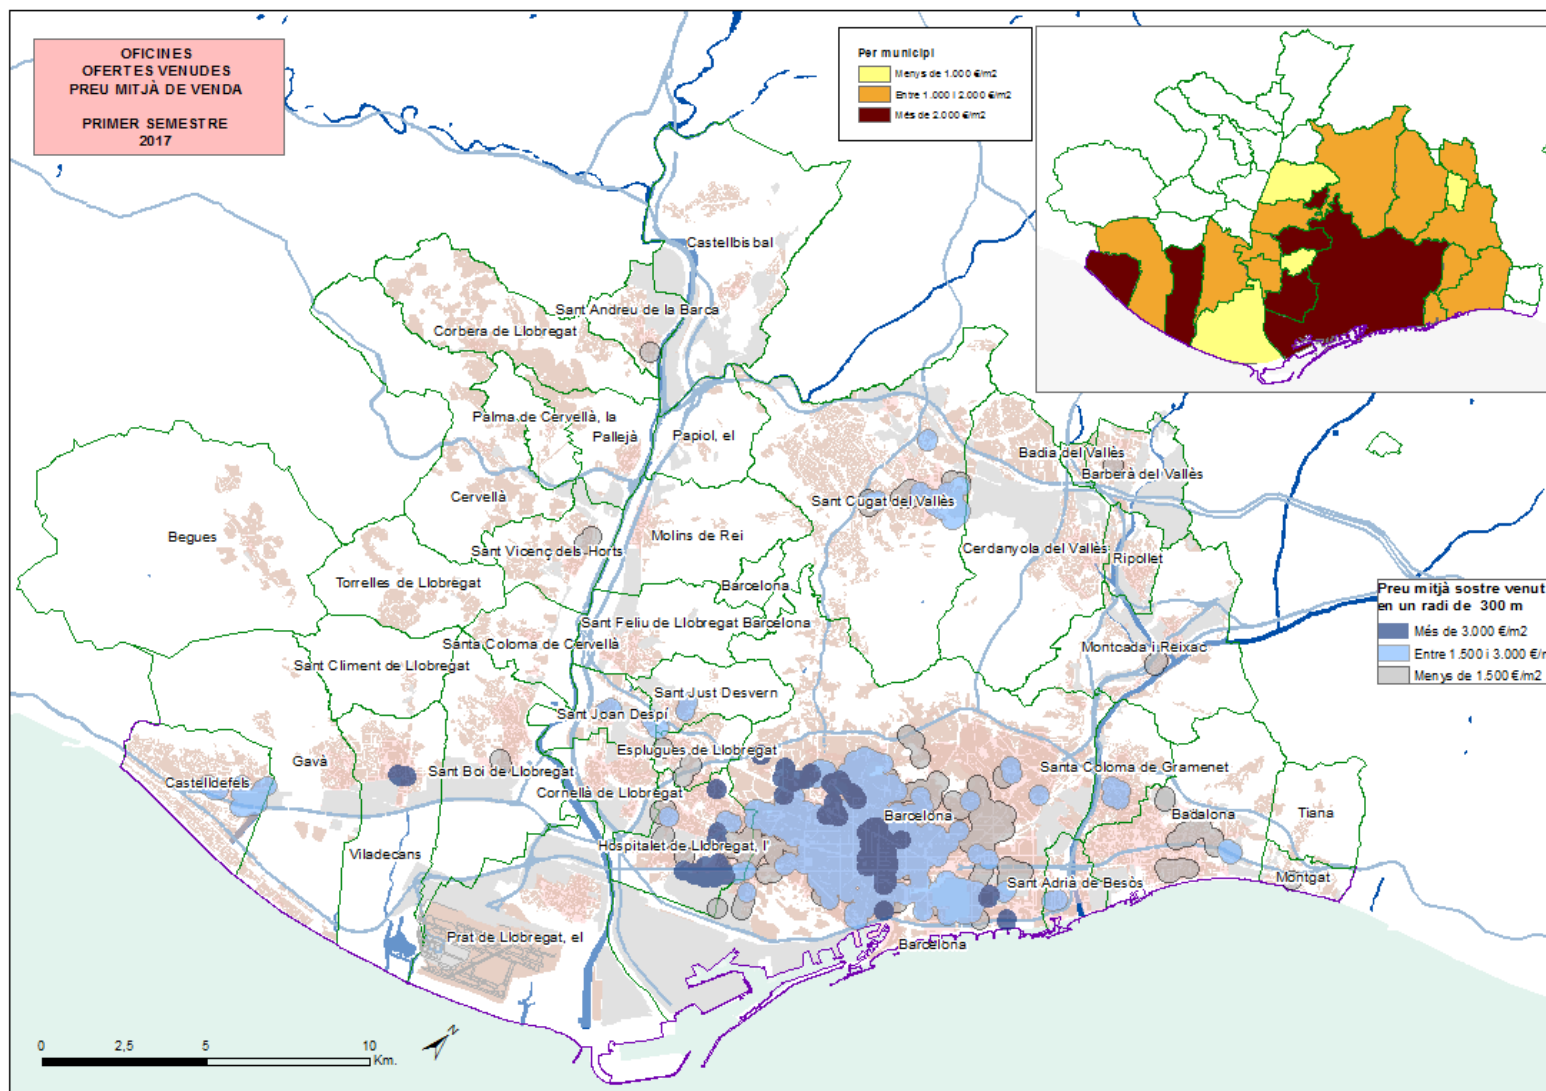 OFICINES
OFERTES VENUDES
PREU MITJÀ DE VENDA
PRIMER SEMESTRE
2017
Per municipi
Menys de 1.000 €/m2
Entre 1.000 i 2.000 €/m2
Més de 2.000 €/m2
Castellbisbal
Sant Andreu de la Barca
Corbera de Llobregat
Palma de Cervellà, la
Pallejà
Papiol, el
Badia del Vallès
Barberà del Vallès
Cervellà
Sant Cugat del Vallès
Begues
Sant Vicenç dels Horts
Molins de Rei
Cerdanyola del Vallès
Ripollet
Torrelles de Llobregat
Barcelona
Preu mitjà sostre venut
en un radi de 300 m
Més de 3.000 €/m2
Entre 1.500 i 3.000 €/m
Menys de 1.500 €/m2
Sant Feliu de Llobregat
Barcelona
Santa Coloma de Cervellà
Montcada i Reixac
Sant Climent de Llobregat
Sant Just Desvern
Sant Joan Despí
Esplugues de Llobregat
Gavà
Sant Boi de Llobregat
Santa Coloma de Gramenet
Castelldefels
Cornellà de Llobregat
Barcelona
Badalona
Tiana
Viladecans
Hospitalet de Llobregat, l'
Sant Adrià de Besòs
Montgat
Prat de Llobregat, el
Barcelona
N
0 2,5 5 10
Km.